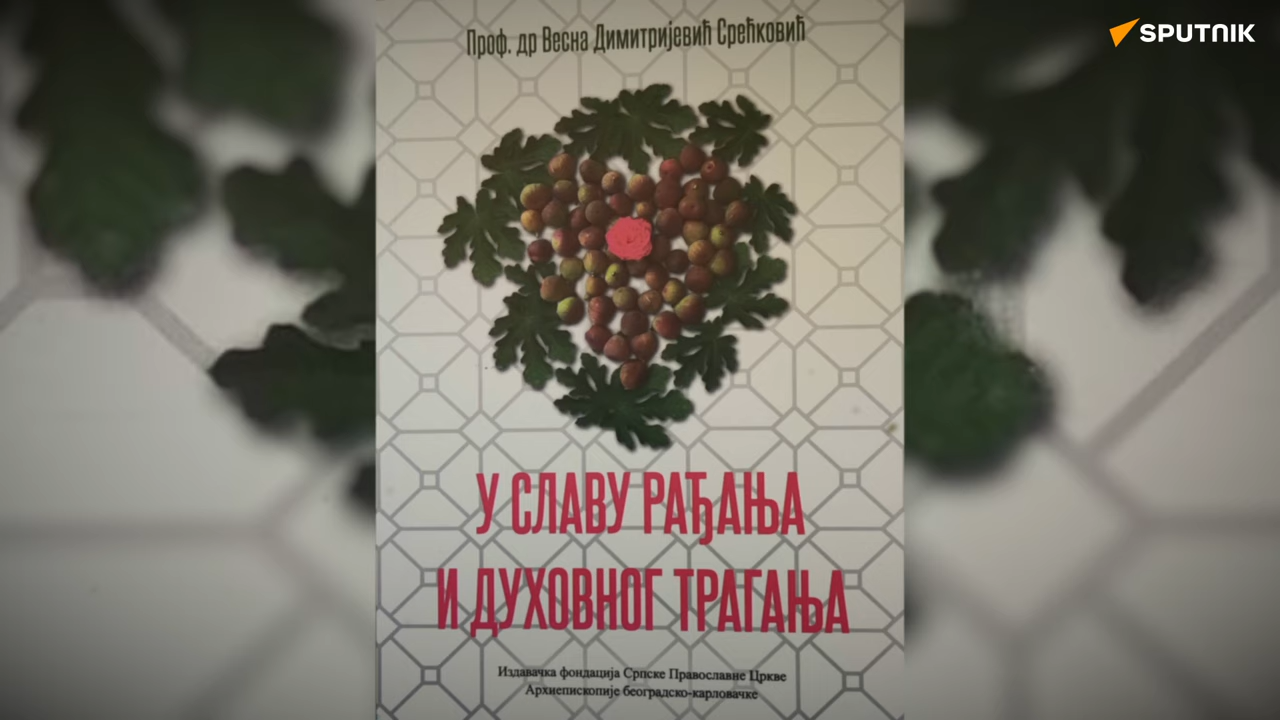 SPUTNIK
Проф. др Весна Димитријевић Срећковић
У СЛАВУ РАЂАЊА
И ДУХОВНОГ ТРАГАЊА
Издавачка фондација Српске Православне Цркве
Архиепископије београдско-карловачке